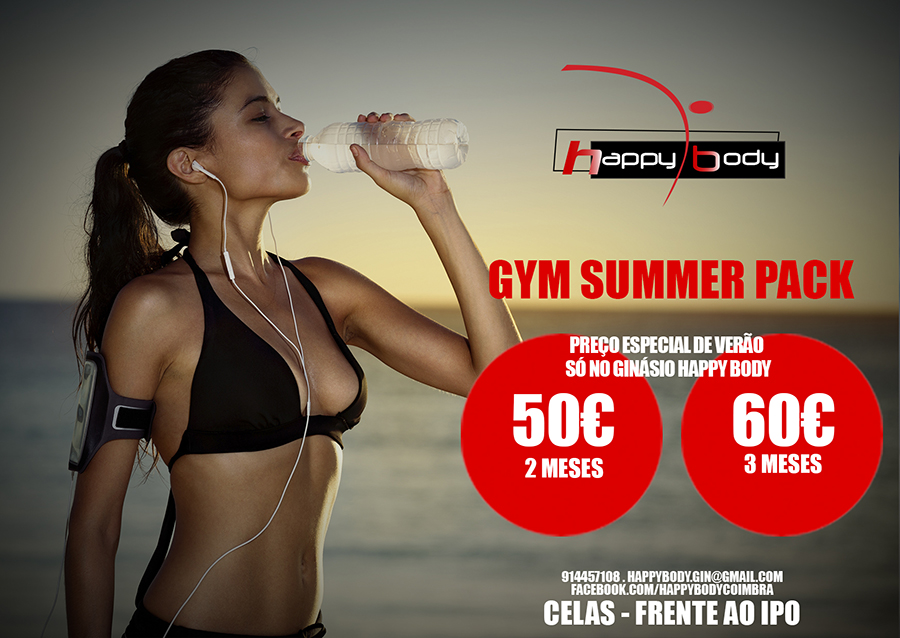 happy body
GYM SUMMER PACK
PREÇO ESPECIAL DE VERÃO
SÓ NO GINÁSIO HAPPY BODY
50€
2 MESES
60€
3 MESES
914457108 . HAPPYBODY.GIN@GMAIL.COM
FACEBOOK.COM/HAPPYBODYCOIMBRA
CELAS - FRENTE AO IPO